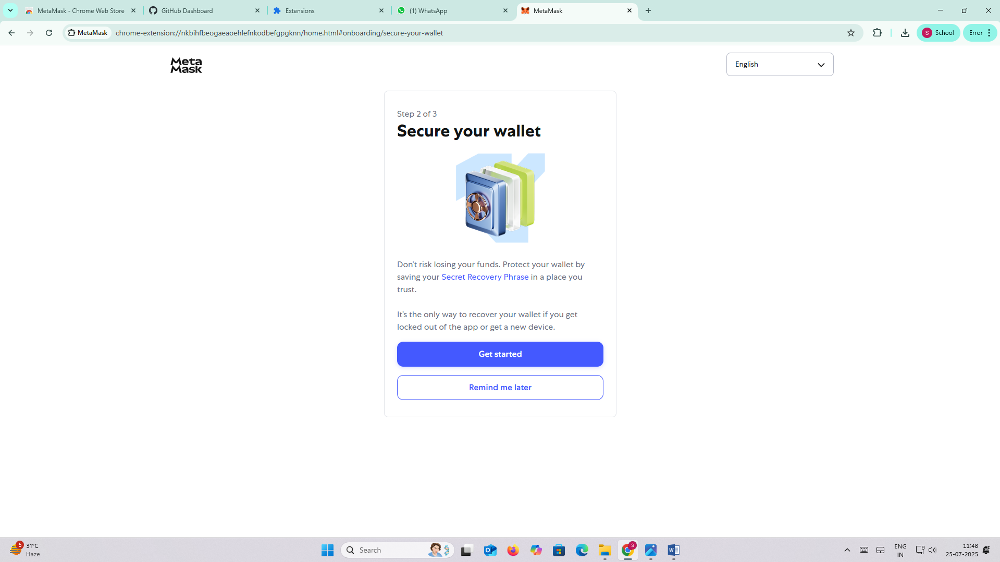 MetaMask - Chrome Web Store
GitHub Dashboard
Extensions
(1) WhatsApp
MetaMask
MetaMask
chrome-extension://nkbihfbeogaeaoehlefnkodbefgpgknn/home.html#onboarding/secure-your-wallet
S
School
Error
Meta
Mask
English
Step 2 of 3
Secure your wallet
Don’t risk losing your funds. Protect your wallet by
saving your Secret Recovery Phrase in a place you
trust.
It’s the only way to recover your wallet if you get
locked out of the app or get a new device.
Get started
Remind me later
5
31°C
Haze
Search
S
ENG
IN
11:48
25-07-2025